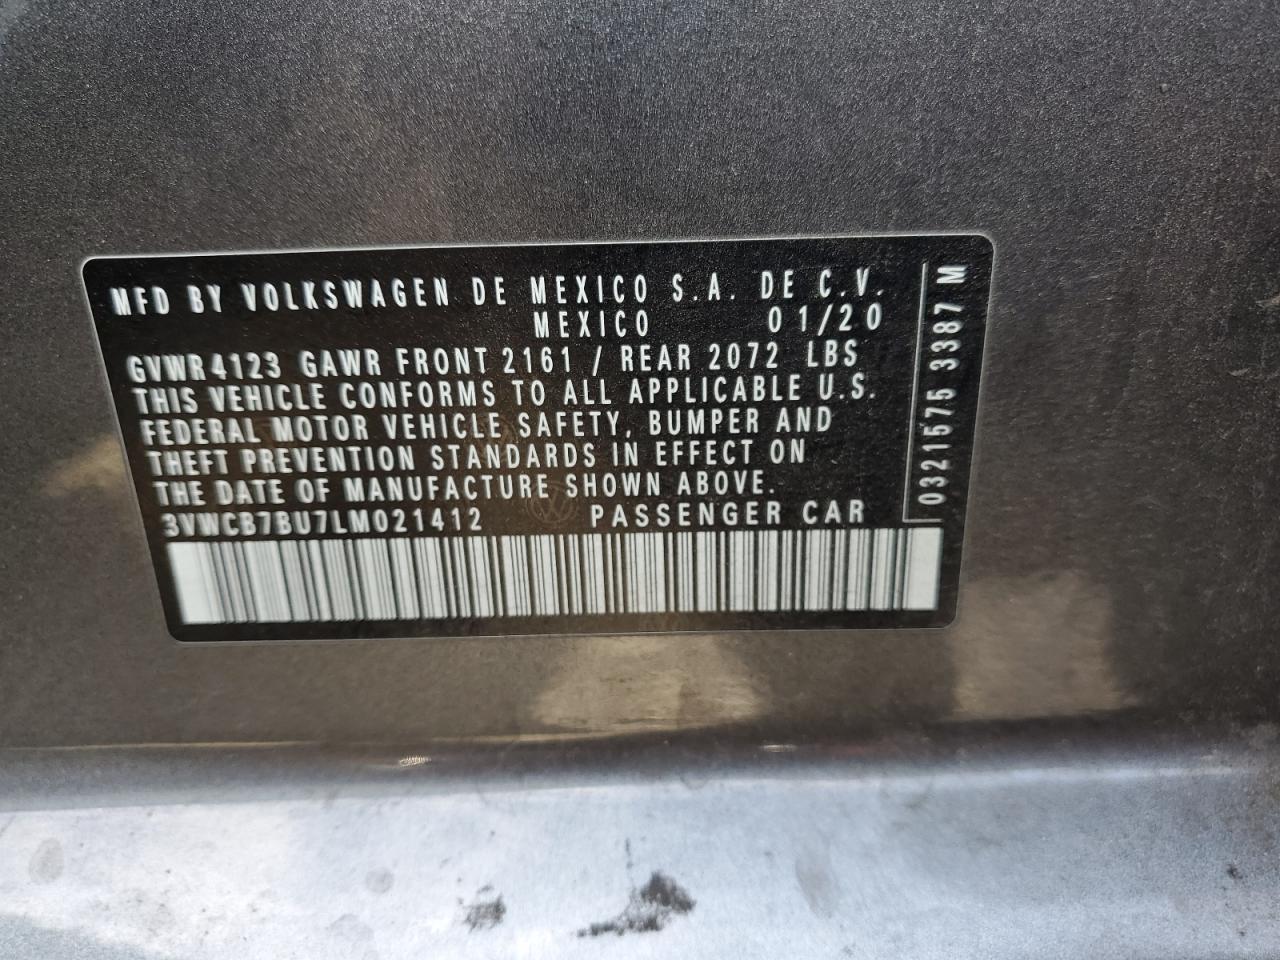 MFD BY VOLKSWAGEN DE MEXICO S.A. DE C.V.
MEXICO 01/20
GVWR 4123 GAWR FRONT 2161 / REAR 2072 LBS
THIS VEHICLE CONFORMS TO ALL APPLICABLE U.S.
FEDERAL MOTOR VEHICLE SAFETY, BUMPER AND
THEFT PREVENTION STANDARDS IN EFFECT ON
THE DATE OF MANUFACTURE SHOWN ABOVE.
3VWCB7BU7LM021412 PASSENGER CAR
0321575 3387 M